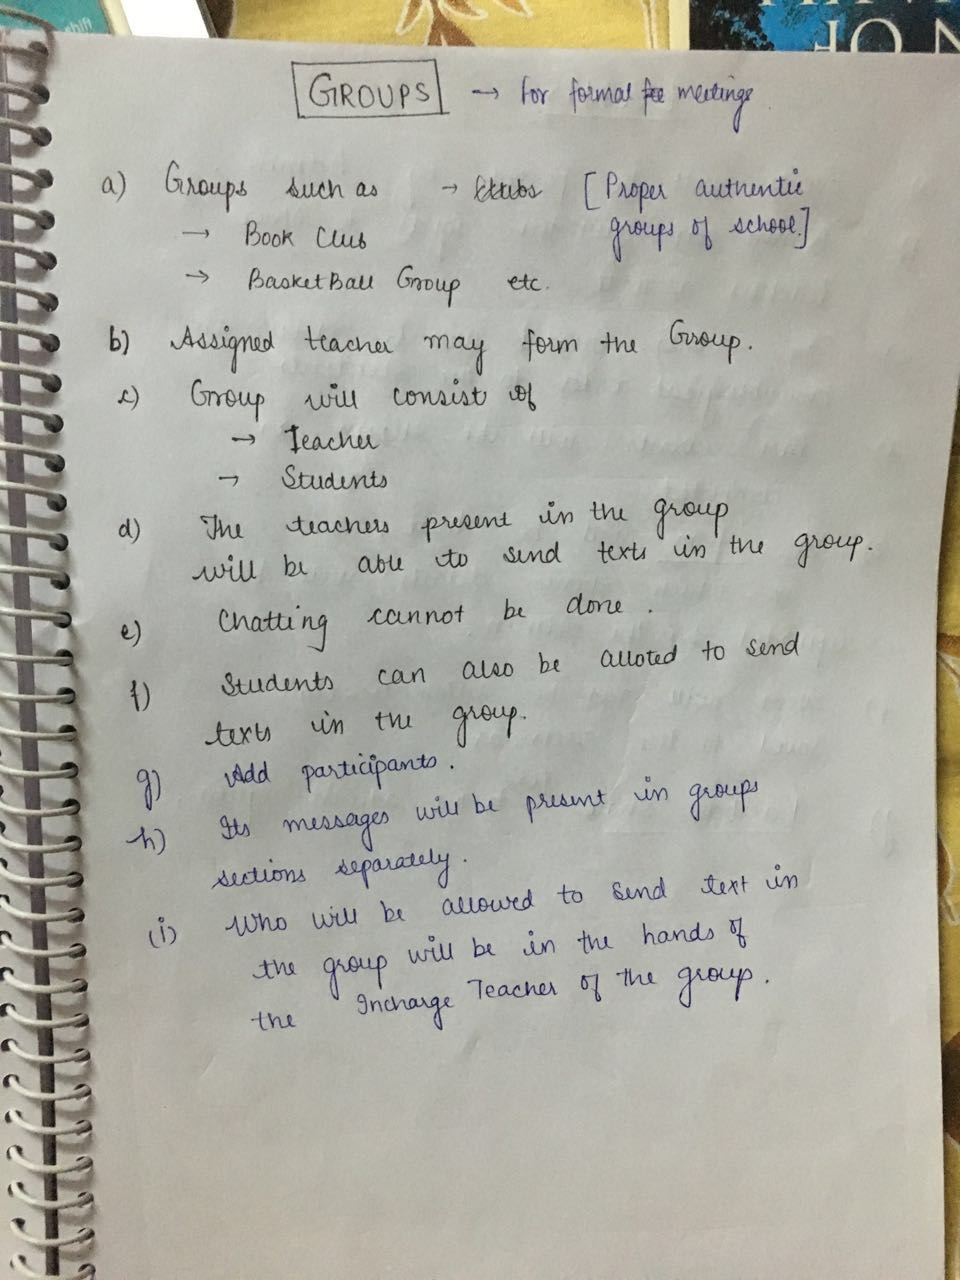 HO N
OF
GROUPS → for formal fee meetings
a) Groups such as → Clubs [Proper authentic
groups of school.]
→ Book Club
→ BasketBall Group etc.
b) Assigned teacher may form the Group.
c) Group will consist of
→ Teacher
→ Students
d) The teachers present in the group
will be able to send texts in the group.
e) Chatting cannot be done.
f) Students can also be alloted to send
texts in the group.
g) Add participants.
h) Its messages will be present in groups
sections separately.
(i) Who will be allowed to send text in
the group will be in the hands of
the Incharge Teacher of the group.